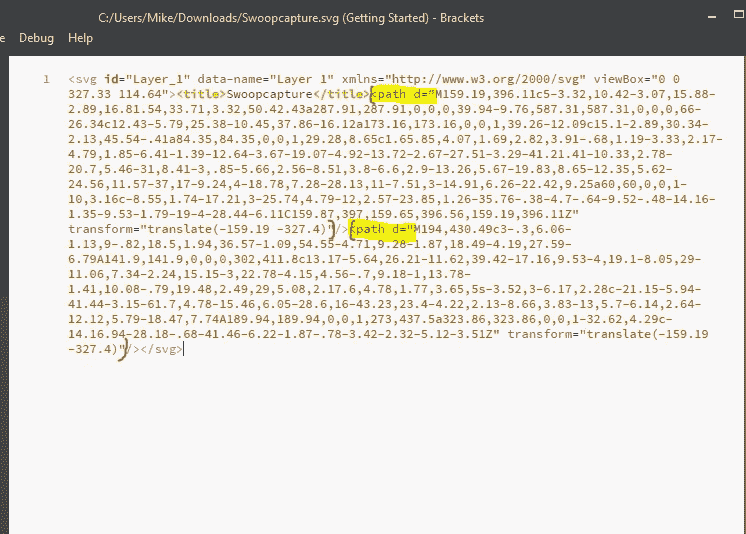 C:/Users/Mike/Downloads/Swoopcapture.svg (Getting Started) - Brackets
e Debug Help
1 <svg id="Layer_1" data-name="Layer 1" xmlns="http://www.w3.org/2000/svg" viewBox="0 0
327.33 114.64"><title>Swoopcapture</title><path d="M159.19,396.11c5-3.32,10.42-3.07,15.88-
2.89,16.81.54,33.71,3.32,50.42.43a287.91,287.91,0,0,0,39.94-9.76,587.31,587.31,0,0,0,66-
26.34c12.43-5.79,25.38-10.45,37.86-16.12a173.16,173.16,0,0,1,39.26-12.09c15.1-2.89,30.34-
2.13,45.54-.41a84.35,84.35,0,0,1,29.28,8.65c1.65.85,4.07,1.69,2.82,3.91-.68,1.19-3.33,2.17-
4.79,1.85-6.41-1.39-12.64-3.67-19.07-4.92-13.72-2.67-27.51-3.29-41.21.41-10.33,2.78-
20.7,5.46-31,8.41-3,.85-5.66,2.56-8.51,3.8-6.6,2.9-13.26,5.67-19.83,8.65-12.35,5.62-
24.56,11.57-37,17-9.24,4-18.78,7.28-28.13,11-7.51,3-14.91,6.26-22.42,9.25a60,60,0,0,1-
10,3.16c-8.55,1.74-17.21,3-25.74,4.79-12,2.57-23.85,1.26-35.76-.38-4.7-.64-9.52-.48-14.16-
1.35-9.53-1.79-19-4-28.44-6.11C159.87,397,159.65,396.56,159.19,396.11Z"
transform="translate(-159.19 -327.4)"/><path d="M194,430.49c3-.3,6.06-
1.13,9-.82,18.5,1.94,36.57-1.09,54.55-4.71,9.28-1.87,18.49-4.19,27.59-
6.79A141.9,141.9,0,0,0,302,411.8c13.17-5.64,26.21-11.62,39.42-17.16,9.53-4,19.1-8.05,29-
11.06,7.34-2.24,15.15-3,22.78-4.15,4.56-.7,9.18-1,13.78-
1.41,10.08-.79,19.48,2.49,29,5.08,2.17.6,4.78,1.77,3.65,5s-3.52,3-6.17,2.28c-21.15-5.94-
41.44-3.15-61.7,4.78-15.46,6.05-28.6,16-43.23,23.4-4.22,2.13-8.66,3.83-13,5.7-6.14,2.64-
12.12,5.79-18.47,7.74A189.94,189.94,0,0,1,273,437.5a323.86,323.86,0,0,1-32.62,4.29c-
14.16.94-28.18-.68-41.46-6.22-1.87-.78-3.42-2.32-5.12-3.51Z" transform="translate(-159.19
-327.4)"/></svg>